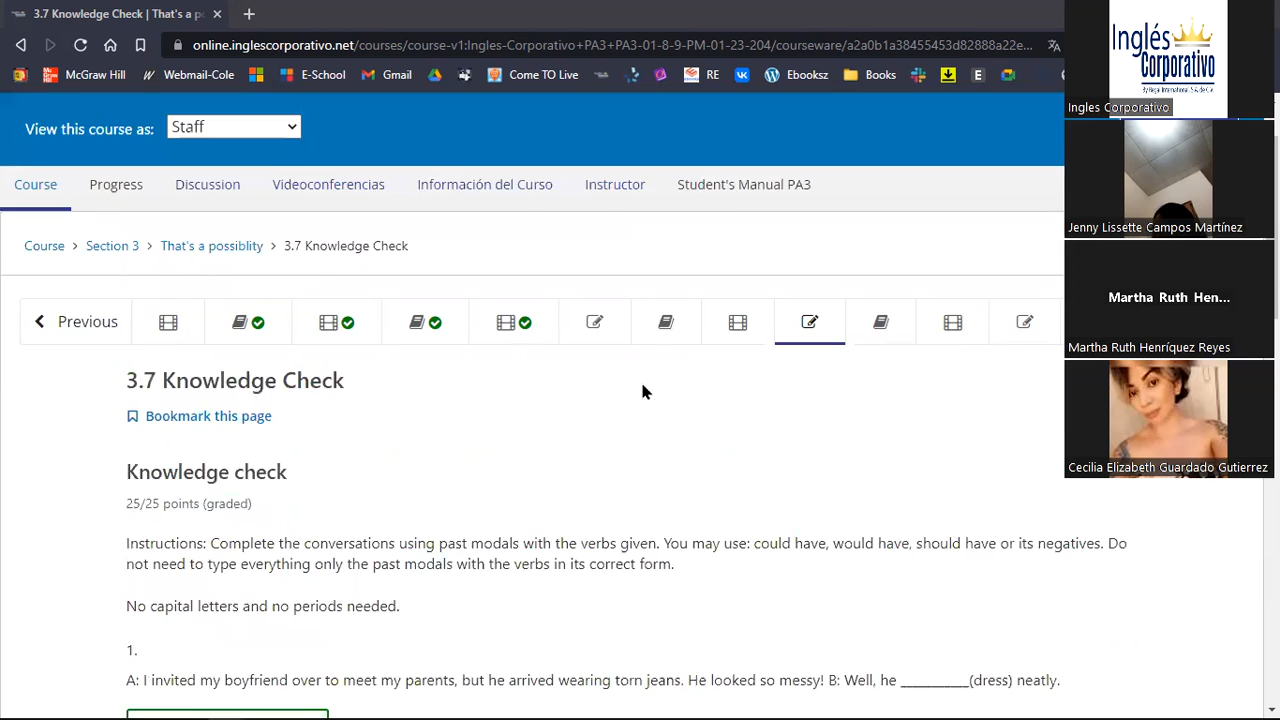 3.7 Knowledge Check | That's a po
online.inglescorporativo.net/courses/course-v1:
orporativo+PA3+PA3-01-8-9-PM-01-23-204/courseware/a2a0b1a38455453d82888a2e...
McGraw Hill
Webmail-Cole
E-School
Gmail
Come TO Live
RE
Ebooksz
Books
View this course as:
Staff
Course
Progress
Discussion
Videoconferencias
Información del Curso
Instructor
Student's Manual PA3
Course > Section 3 > That's a possiblity > 3.7 Knowledge Check
Previous
3.7 Knowledge Check
Bookmark this page
Knowledge check
25/25 points (graded)
Instructions: Complete the conversations using past modals with the verbs given. You may use: could have, would have, should have or its negatives. Do
not need to type everything only the past modals with the verbs in its correct form.
No capital letters and no periods needed.
1.
A: I invited my boyfriend over to meet my parents, but he arrived wearing torn jeans. He looked so messy! B: Well, he __________(dress) neatly.
Inglés
Corporativo
By Regal International, S.A. de C.V.
Ingles Corporativo
Jenny Lissette Campos Martínez
Martha Ruth Hen...
Martha Ruth Henríquez Reyes
Cecilia Elizabeth Guardado Gutierrez